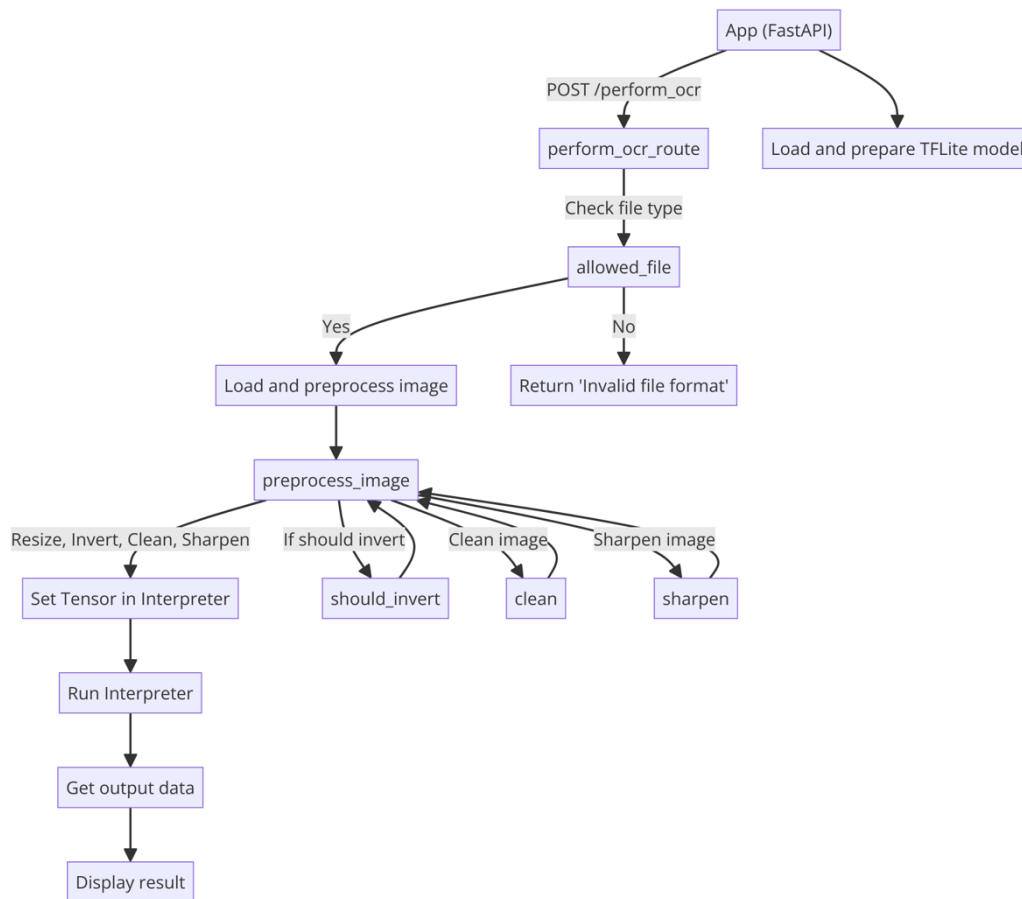 App (FastAPI)
POST /perform_ocr
perform_ocr_route
Load and prepare TFLite model
Check file type
allowed_file
Yes
No
Load and preprocess image
Return 'Invalid file format'
preprocess_image
Resize, Invert, Clean, Sharpen
If should invert
Clean image
Sharpen image
Set Tensor in Interpreter
should_invert
clean
sharpen
Run Interpreter
Get output data
Display result